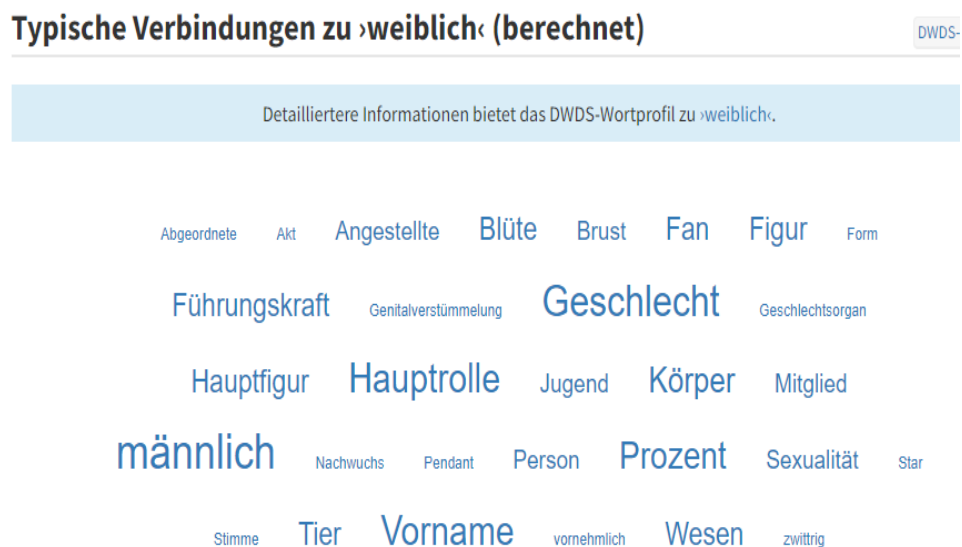 Typische Verbindungen zu ›weiblich‹ (berechnet) DWDS-
Detailliertere Informationen bietet das DWDS-Wortprofil zu ›weiblich‹.
Abgeordnete Akt Angestellte Blüte Brust Fan Figur Form
Führungskraft Genitalverstümmelung Geschlecht Geschlechtsorgan
Hauptfigur Hauptrolle Jugend Körper Mitglied
männlich Nachwuchs Pendant Person Prozent Sexualität Star
Stimme Tier Vorname vornehmlich Wesen zwittrig